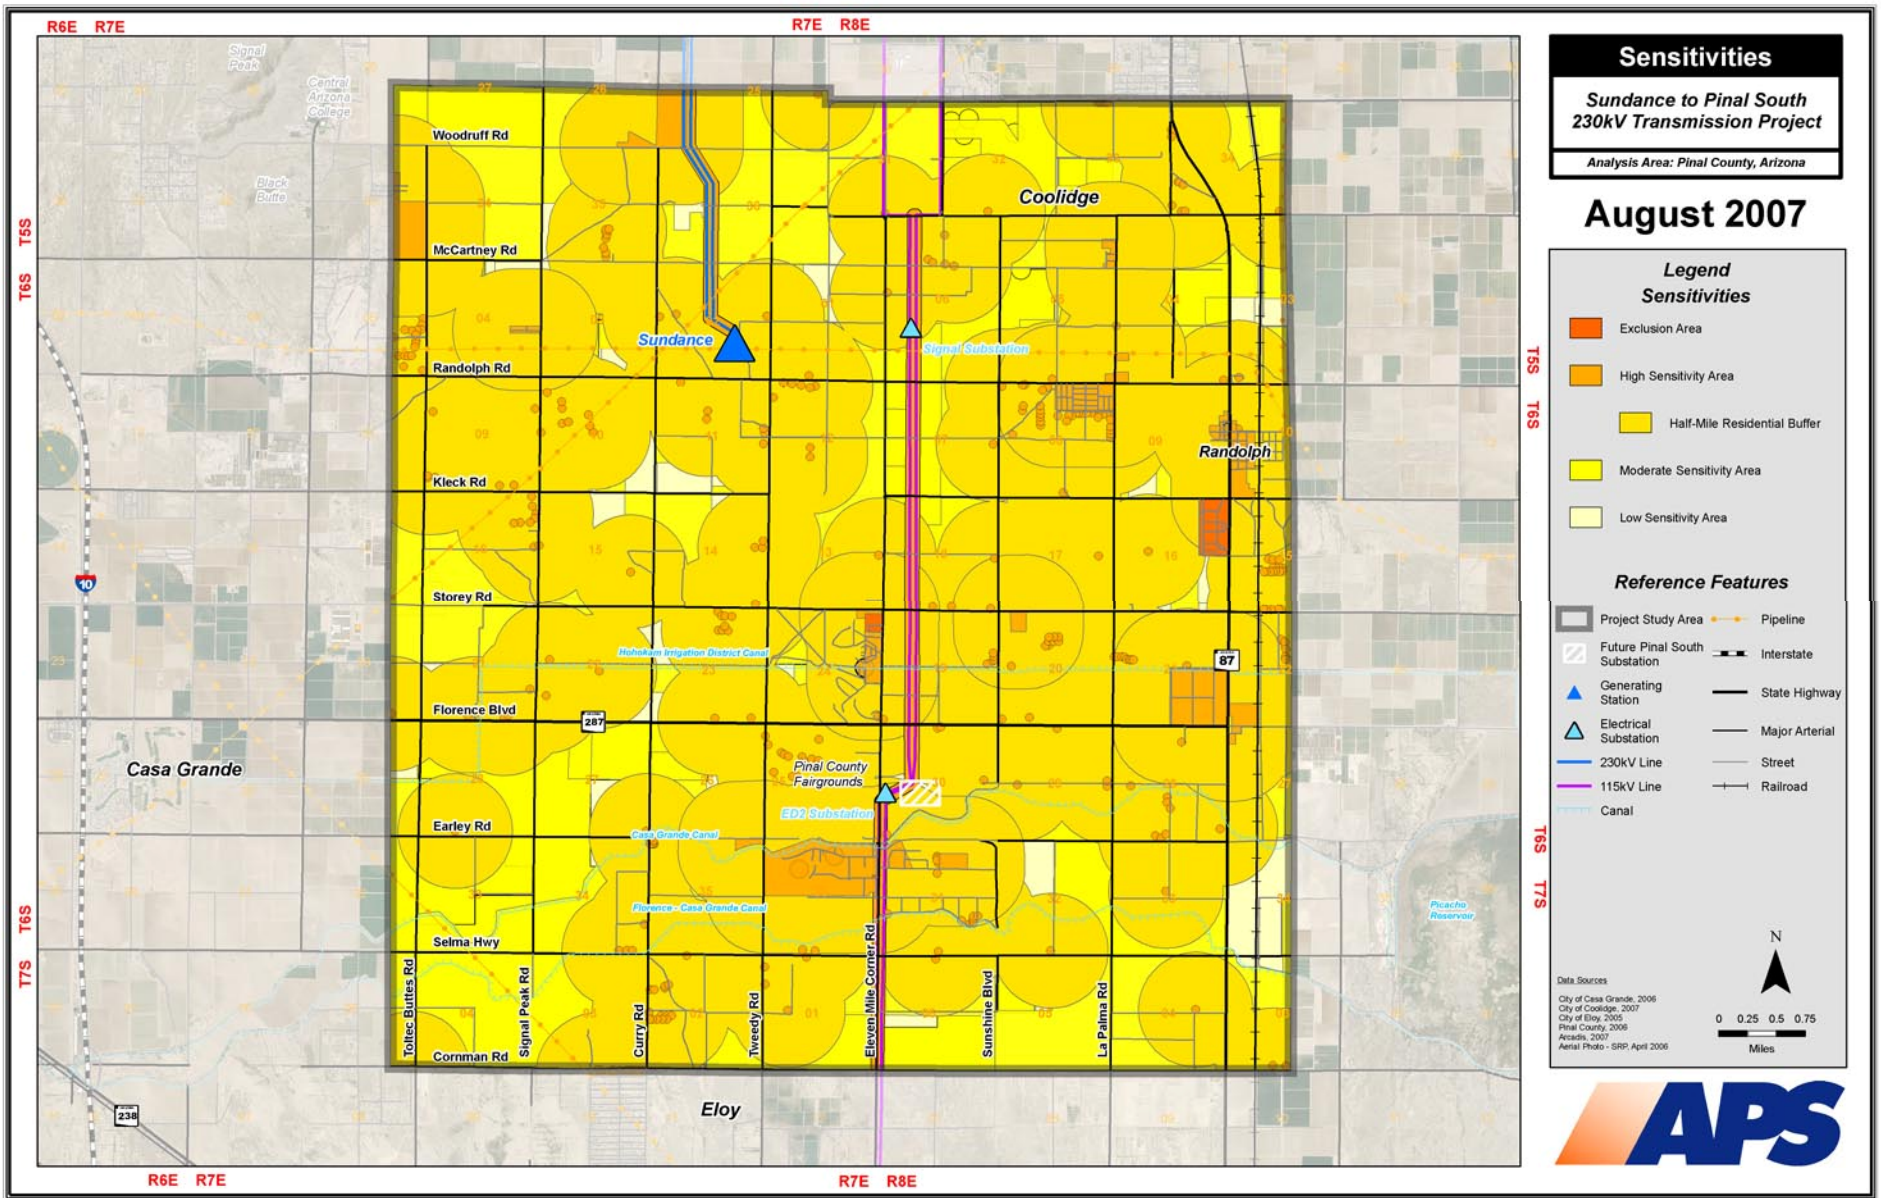 R6E R7E
R7E R8E
Signal
Peak
Central
Arizona
College
Black
Butte
Woodruff Rd
Coolidge
McCartney Rd
T5S
T6S
Sundance
Signal Substation
Randolph Rd
Randolph
Kleck Rd
10
Storey Rd
Hohokam Irrigation District Canal
87
Florence Blvd
287
Casa Grande
Pinal County
Fairgrounds
ED2 Substation
Earley Rd
Casa Grande Canal
Florence - Casa Grande Canal
Selma Hwy
T6S
T7S
Toltec Buttes Rd
Signal Peak Rd
Curry Rd
Tweedy Rd
Eleven Mile Corner Rd
Sunshine Blvd
La Palma Rd
Cornman Rd
Picacho
Reservoir
238
Eloy
R6E R7E
R7E R8E
T5S
T6S
T6S
T7S
Sensitivities
Sundance to Pinal South
230kV Transmission Project
Analysis Area: Pinal County, Arizona
August 2007
Legend
Sensitivities
Exclusion Area
High Sensitivity Area
Half-Mile Residential Buffer
Moderate Sensitivity Area
Low Sensitivity Area
Reference Features
Project Study Area
Pipeline
Future Pinal South
Substation
Interstate
Generating
Station
State Highway
Electrical
Substation
Major Arterial
230kV Line
Street
115kV Line
Railroad
Canal
N
Data Sources
City of Casa Grande, 2006
City of Coolidge, 2007
City of Eloy, 2005
Pinal County, 2006
Arcadis, 2007
Aerial Photo - SRP, April 2006
0 0.25 0.5 0.75
Miles
APS